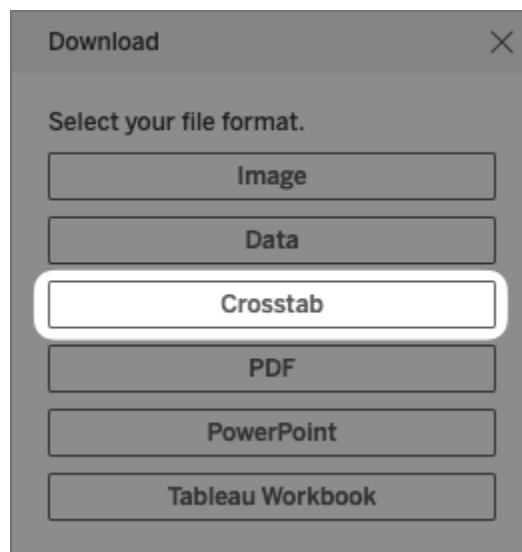 Download
Select your file format.
Image
Data
Crosstab
PDF
PowerPoint
Tableau Workbook